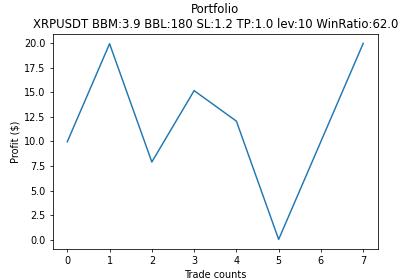 Portfolio
XRPUSDT BBM:3.9 BBL:180 SL:1.2 TP:1.0 lev:10 WinRatio:62.0
20.0
17.5
15.0
12.5
10.0
7.5
5.0
2.5
0.0
Profit ($)
0 1 2 3 4 5 6 7
Trade counts